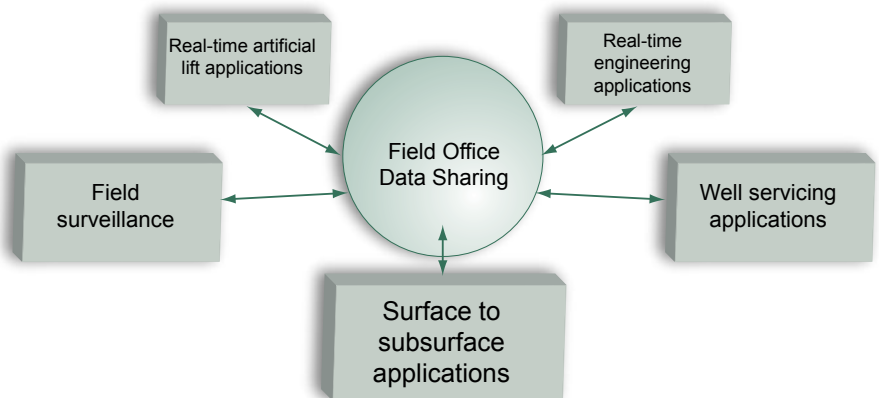 Real-time artificial
lift applications
Real-time
engineering
applications
Field Office
Data Sharing
Field
surveillance
Well servicing
applications
Surface to
subsurface
applications